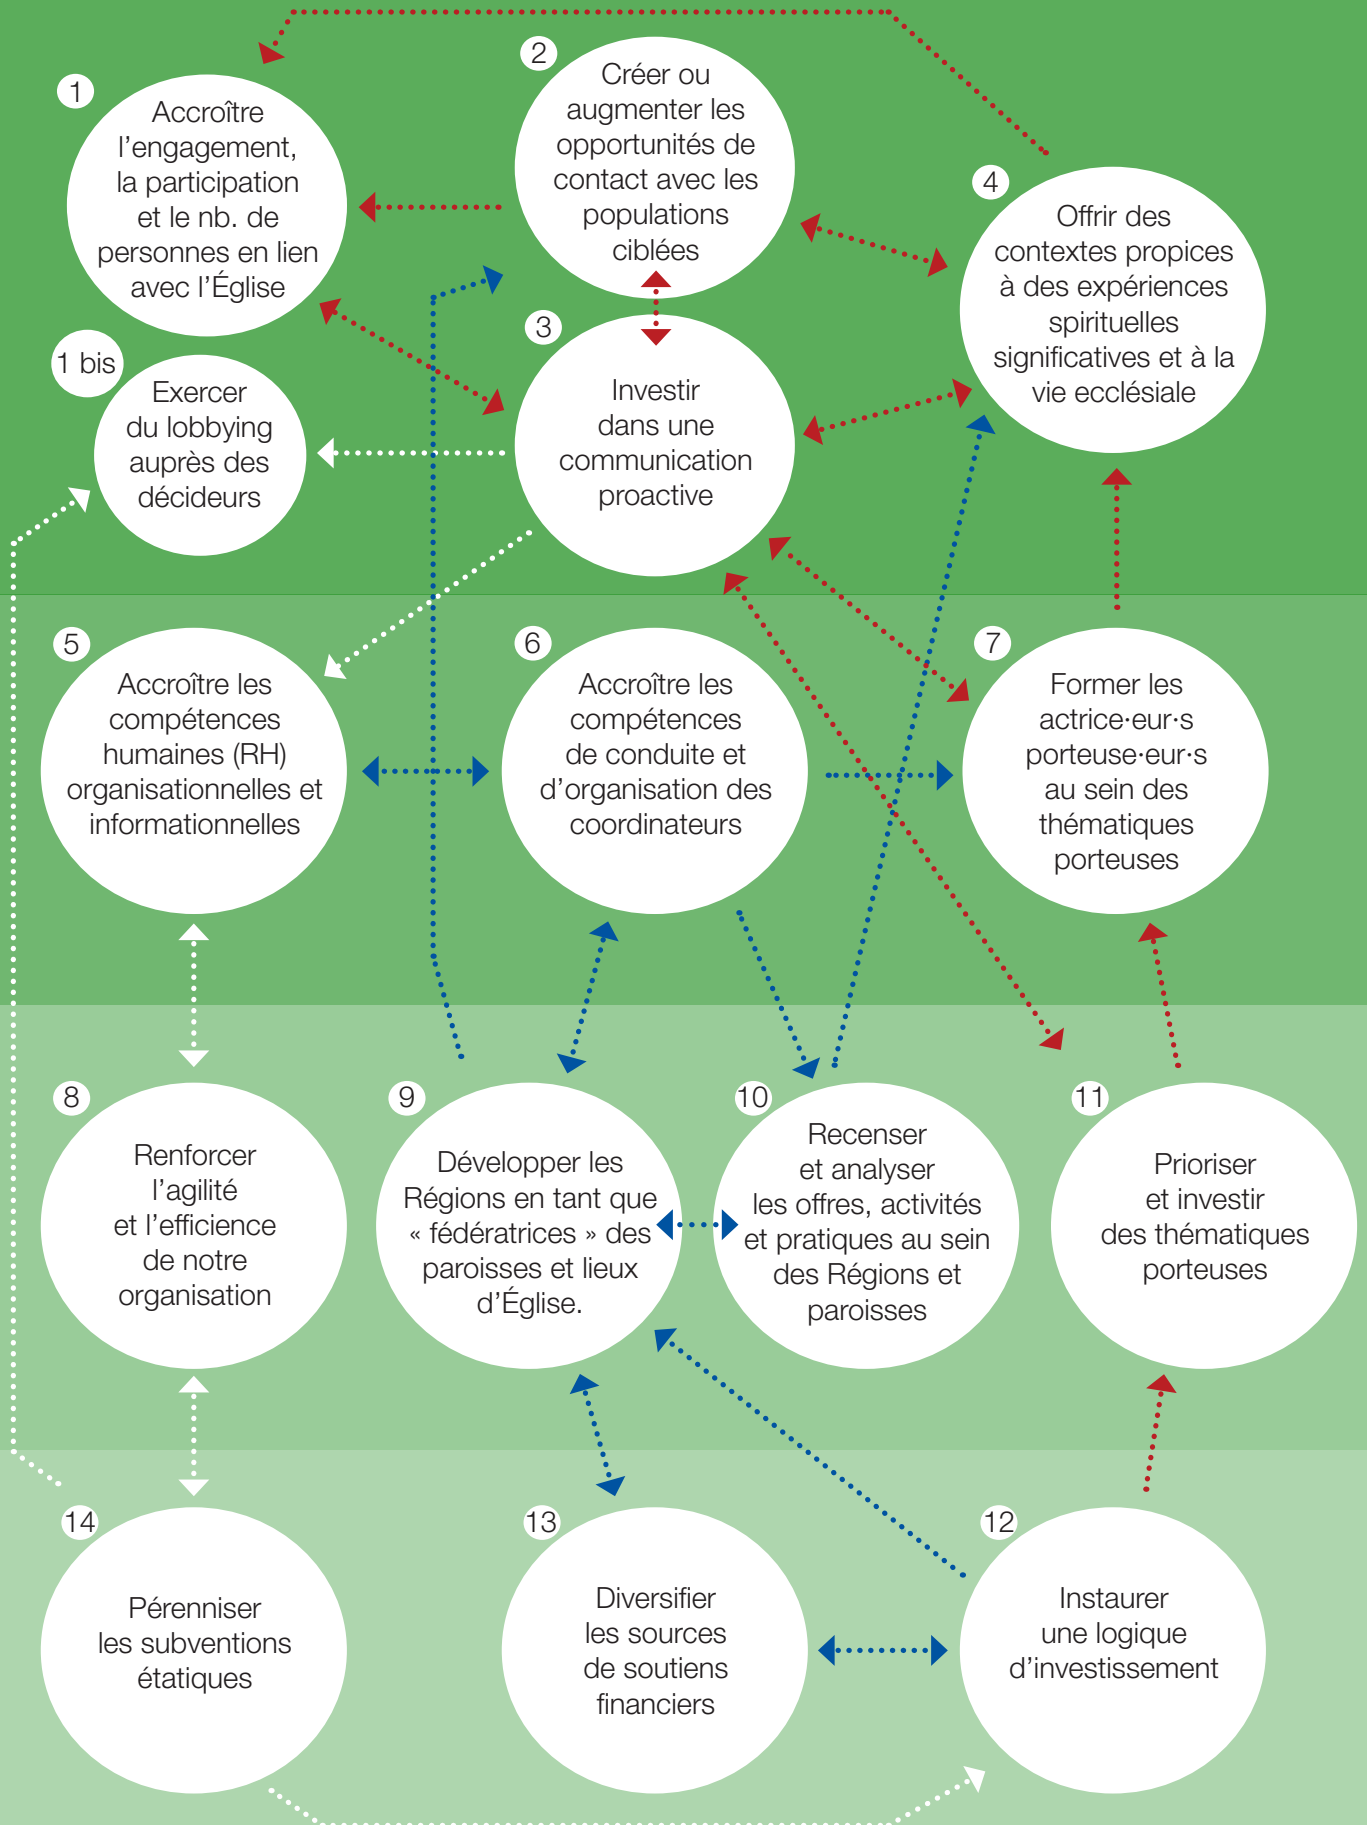 1
Accroître
l’engagement,
la participation
et le nb. de
personnes en lien
avec l’Église
2
Créer ou
augmenter les
opportunités de
contact avec les
populations
ciblées
4
Offrir des
contextes propices
à des expériences
spirituelles
significatives et à la
vie ecclésiale
1 bis
Exercer
du lobbying
auprès des
décideurs
3
Investir
dans une
communication
proactive
5
Accroître les
compétences
humaines (RH)
organisationnelles et
informationnelles
6
Accroître les
compétences
de conduite et
d’organisation des
coordinateurs
7
Former les
actrice·eur·s
porteuse·eur·s
au sein des
thématiques
porteuses
8
Renforcer
l’agilité
et l’efficience
de notre
organisation
9
Développer les
Régions en tant que
« fédératrices » des
paroisses et lieux
d’Église.
10
Recenser
et analyser
les offres, activités
et pratiques au sein
des Régions et
paroisses
11
Prioriser
et investir
des thématiques
porteuses
14
Pérenniser
les subventions
étatiques
13
Diversifier
les sources
de soutiens
financiers
12
Instaurer
une logique
d’investissement